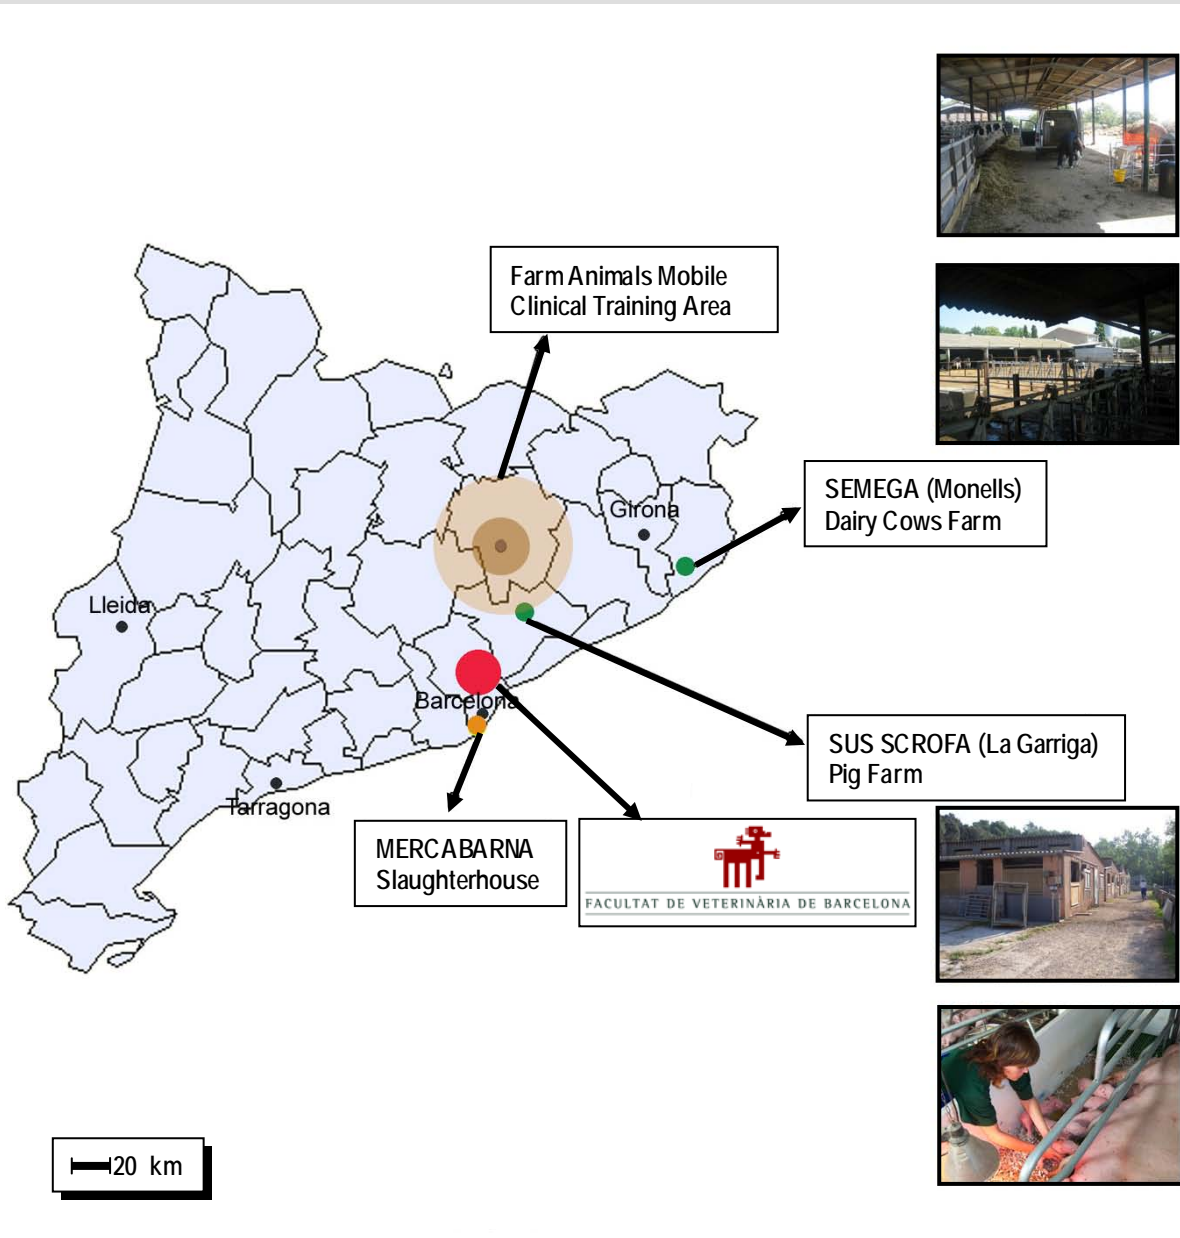 Farm Animals Mobile
Clinical Training Area
SEMEGA (Monells)
Dairy Cows Farm
Girona
Lleida
Barcelona
SUS SCROFA (La Garriga)
Pig Farm
Tarragona
MERCABARNA
Slaughterhouse
FACULTAT DE VETERINÀRIA DE BARCELONA
20 km